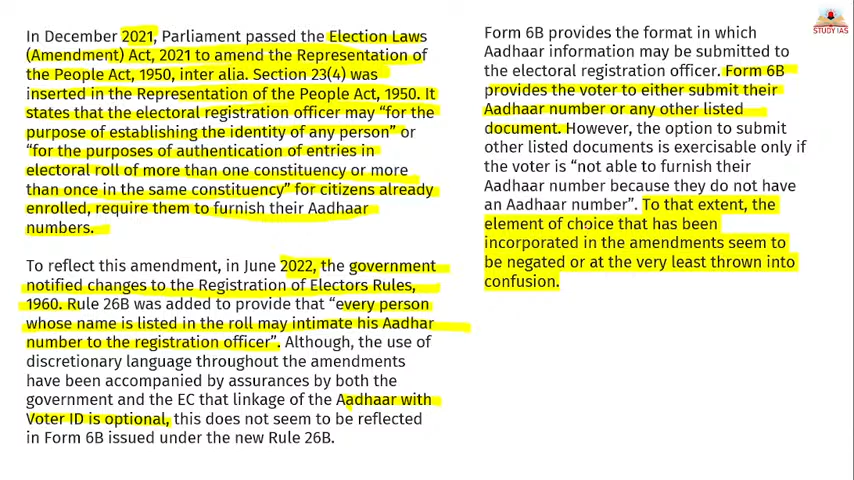 In December 2021, Parliament passed the Election Laws
(Amendment) Act, 2021 to amend the Representation of
the People Act, 1950, inter alia. Section 23(4) was
inserted in the Representation of the People Act, 1950. It
states that the electoral registration officer may “for the
purpose of establishing the identity of any person” or
“for the purposes of authentication of entries in
electoral roll of more than one constituency or more
than once in the same constituency” for citizens already
enrolled, require them to furnish their Aadhaar
numbers.
To reflect this amendment, in June 2022, the government
notified changes to the Registration of Electors Rules,
1960. Rule 26B was added to provide that “every person
whose name is listed in the roll may intimate his Aadhar
number to the registration officer”. Although, the use of
discretionary language throughout the amendments
have been accompanied by assurances by both the
government and the EC that linkage of the Aadhaar with
Voter ID is optional, this does not seem to be reflected
in Form 6B issued under the new Rule 26B.
Form 6B provides the format in which
Aadhaar information may be submitted to
the electoral registration officer. Form 6B
provides the voter to either submit their
Aadhaar number or any other listed
document. However, the option to submit
other listed documents is exercisable only if
the voter is “not able to furnish their
Aadhaar number because they do not have
an Aadhaar number”. To that extent, the
element of choice that has been
incorporated in the amendments seem to
be negated or at the very least thrown into
confusion.
STUDY IAS